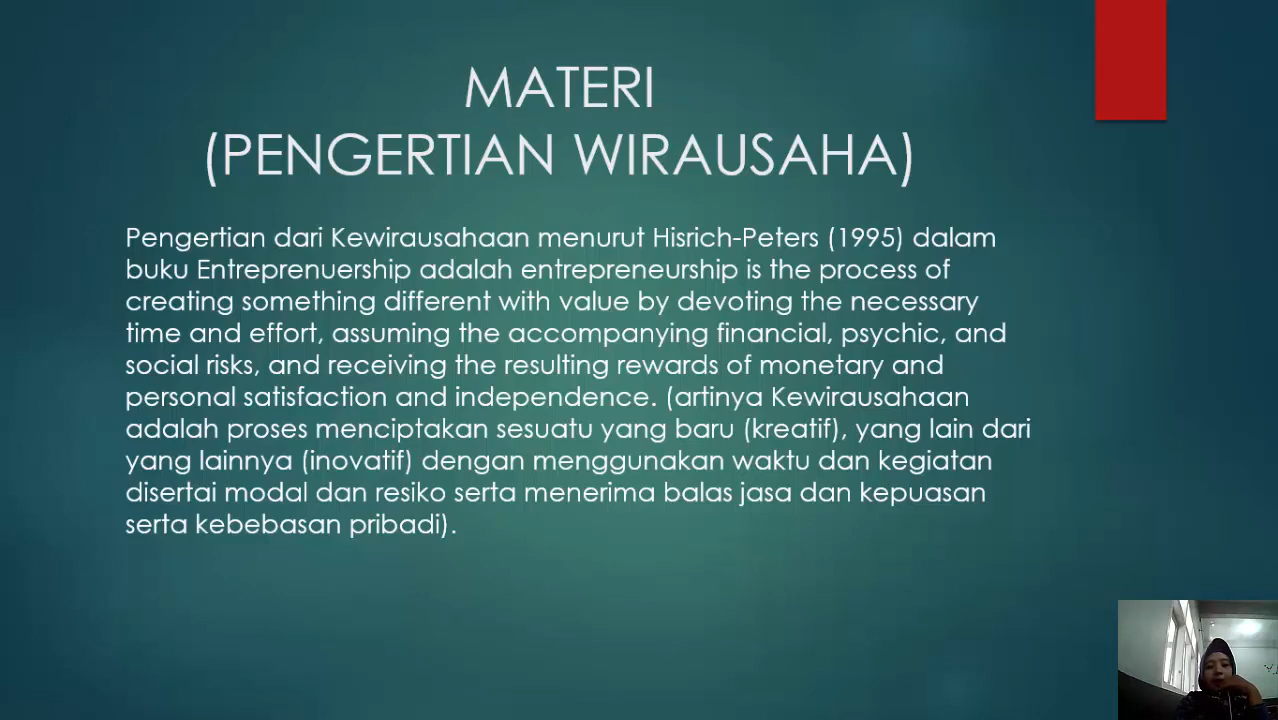 MATERI
(PENGERTIAN WIRAUSAHA)
Pengertian dari Kewirausahaan menurut Hisrich-Peters (1995) dalam
buku Entreprenuership adalah entrepreneurship is the process of
creating something different with value by devoting the necessary
time and effort, assuming the accompanying financial, psychic, and
social risks, and receiving the resulting rewards of monetary and
personal satisfaction and independence. (artinya Kewirausahaan
adalah proses menciptakan sesuatu yang baru (kreatif), yang lain dari
yang lainnya (inovatif) dengan menggunakan waktu dan kegiatan
disertai modal dan resiko serta menerima balas jasa dan kepuasan
serta kebebasan pribadi).